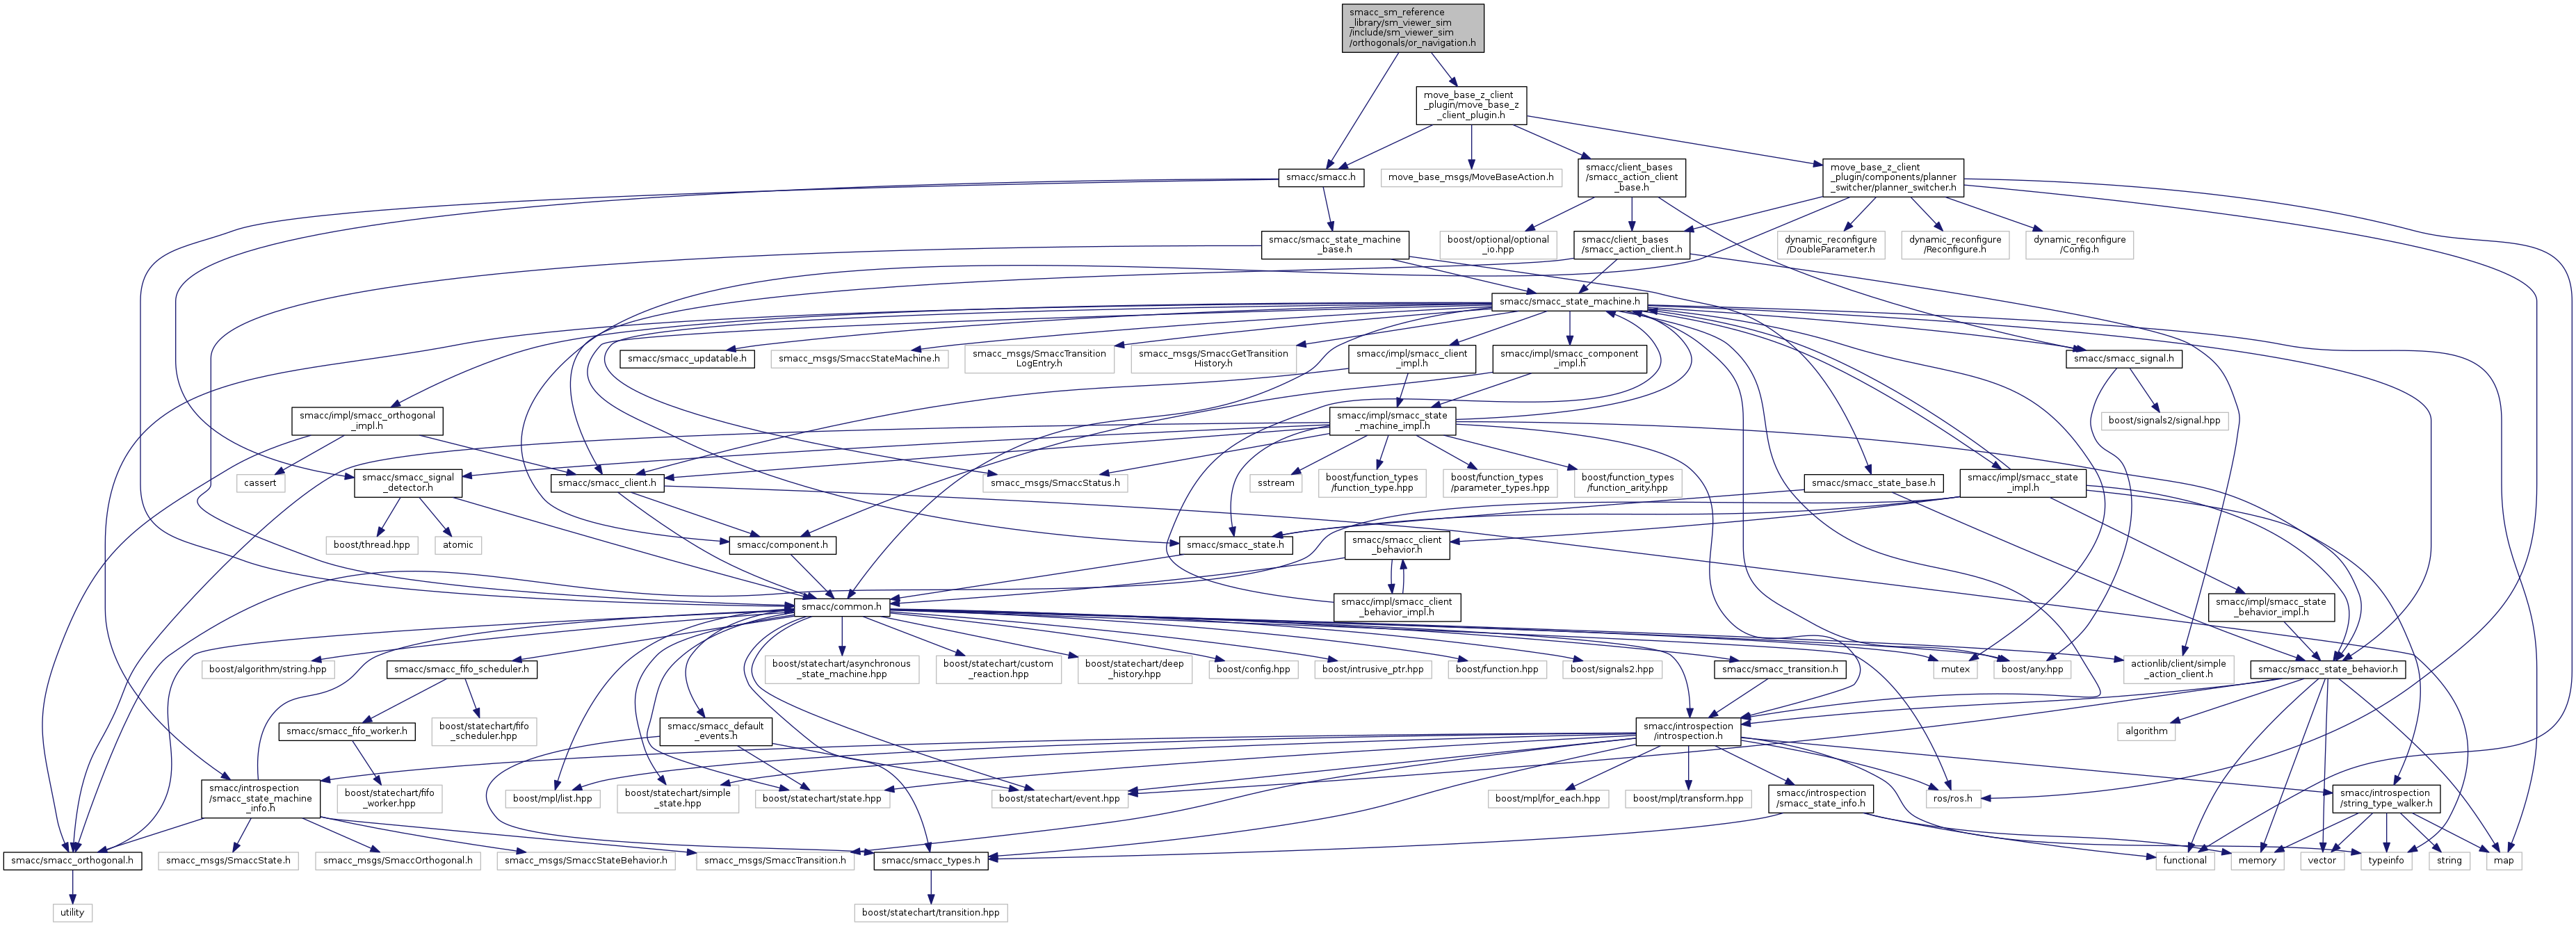 smacc_sm_reference
_library/sm_viewer_sim
/include/sm_viewer_sim
/orthogonals/or_navigation.h
move_base_z_client
_plugin/move_base_z
_client_plugin.h
smacc/smacc.h
move_base_msgs/MoveBaseAction.h
smacc/client_bases
/smacc_action_client
_base.h
move_base_z_client
_plugin/components/planner
_switcher/planner_switcher.h
smacc/smacc_state_machine
_base.h
boost/optional/optional
_io.hpp
smacc/client_bases
/smacc_action_client.h
dynamic_reconfigure
/DoubleParameter.h
dynamic_reconfigure
/Reconfigure.h
dynamic_reconfigure
/Config.h
smacc/smacc_state_machine.h
smacc/smacc_updatable.h
smacc_msgs/SmaccStateMachine.h
smacc_msgs/SmaccTransition
LogEntry.h
smacc_msgs/SmaccGetTransition
History.h
smacc/impl/smacc_client
_impl.h
smacc/impl/smacc_component
_impl.h
smacc/smacc_signal.h
smacc/impl/smacc_orthogonal
_impl.h
smacc/impl/smacc_state
_machine_impl.h
boost/signals2/signal.hpp
cassert
smacc/smacc_signal
_detector.h
smacc/smacc_client.h
smacc_msgs/SmaccStatus.h
sstream
boost/function_types
/function_type.hpp
boost/function_types
/parameter_types.hpp
boost/function_types
/function_arity.hpp
smacc/smacc_state_base.h
smacc/impl/smacc_state
_impl.h
boost/thread.hpp
atomic
smacc/component.h
smacc/smacc_state.h
smacc/smacc_client
_behavior.h
smacc/common.h
smacc/impl/smacc_client
_behavior_impl.h
smacc/impl/smacc_state
_behavior_impl.h
boost/algorithm/string.hpp
smacc/smacc_fifo_scheduler.h
boost/statechart/asynchronous
_state_machine.hpp
boost/statechart/custom
_reaction.hpp
boost/statechart/deep
_history.hpp
boost/config.hpp
boost/intrusive_ptr.hpp
boost/function.hpp
boost/signals2.hpp
smacc/smacc_transition.h
mutex
boost/any.hpp
actionlib/client/simple
_action_client.h
smacc/smacc_state_behavior.h
smacc/smacc_fifo_worker.h
boost/statechart/fifo
_scheduler.hpp
smacc/smacc_default
_events.h
smacc/introspection
/introspection.h
algorithm
smacc/introspection
/smacc_state_machine
_info.h
boost/statechart/fifo
_worker.hpp
boost/mpl/list.hpp
boost/statechart/simple
_state.hpp
boost/statechart/state.hpp
boost/statechart/event.hpp
boost/mpl/for_each.hpp
boost/mpl/transform.hpp
smacc/introspection
/smacc_state_info.h
ros/ros.h
smacc/introspection
/string_type_walker.h
smacc/smacc_orthogonal.h
smacc_msgs/SmaccState.h
smacc_msgs/SmaccOrthogonal.h
smacc_msgs/SmaccStateBehavior.h
smacc_msgs/SmaccTransition.h
smacc/smacc_types.h
functional
memory
vector
typeinfo
string
map
utility
boost/statechart/transition.hpp